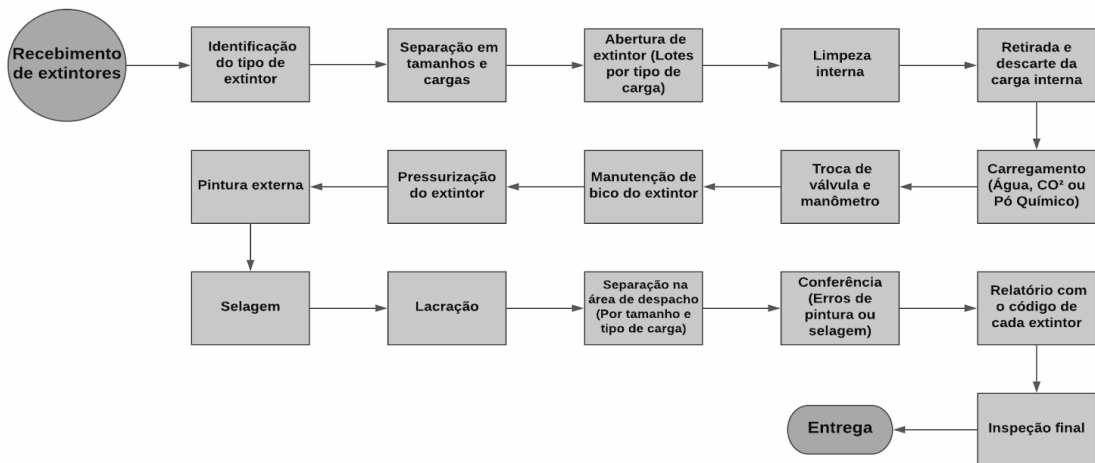 Recebimento
de extintores
Identificação
do tipo de
extintor
Separação em
tamanhos e
cargas
Abertura de
extintor (Lotes
por tipo de
carga)
Limpeza
interna
Retirada e
descarte da
carga interna
Carregamento
(Água, CO² ou
Pó Químico)
Troca de
válvula e
manômetro
Manutenção de
bico do extintor
Pressurização
do extintor
Pintura externa
Selagem
Lacração
Separação na
área de despacho
(Por tamanho e
tipo de carga)
Conferência
(Erros de
pintura ou
selagem)
Relatório com
o código de
cada extintor
Inspeção final
Entrega